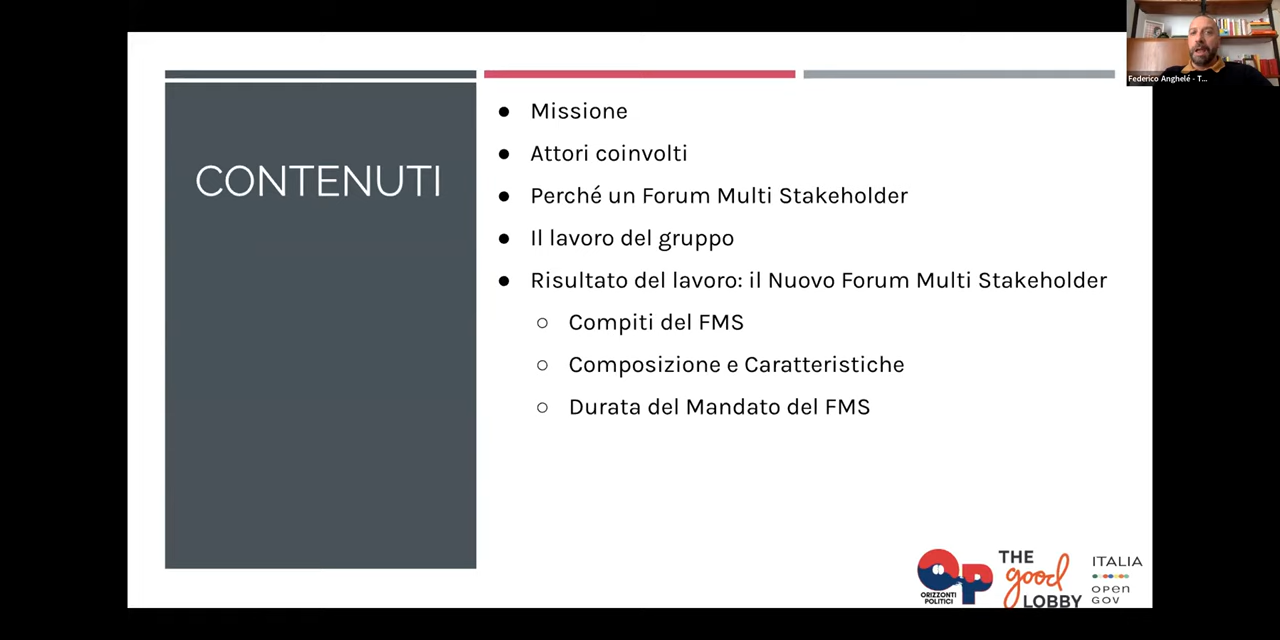 CONTENUTI
● Missione
● Attori coinvolti
● Perché un Forum Multi Stakeholder
● Il lavoro del gruppo
● Risultato del lavoro: il Nuovo Forum Multi Stakeholder
○ Compiti del FMS
○ Composizione e Caratteristiche
○ Durata del Mandato del FMS
Federico Anghelé - T...
OP
ORIZZONTI
POLITICI
THE
good
LOBBY
ITALIA
OPEN
GOV